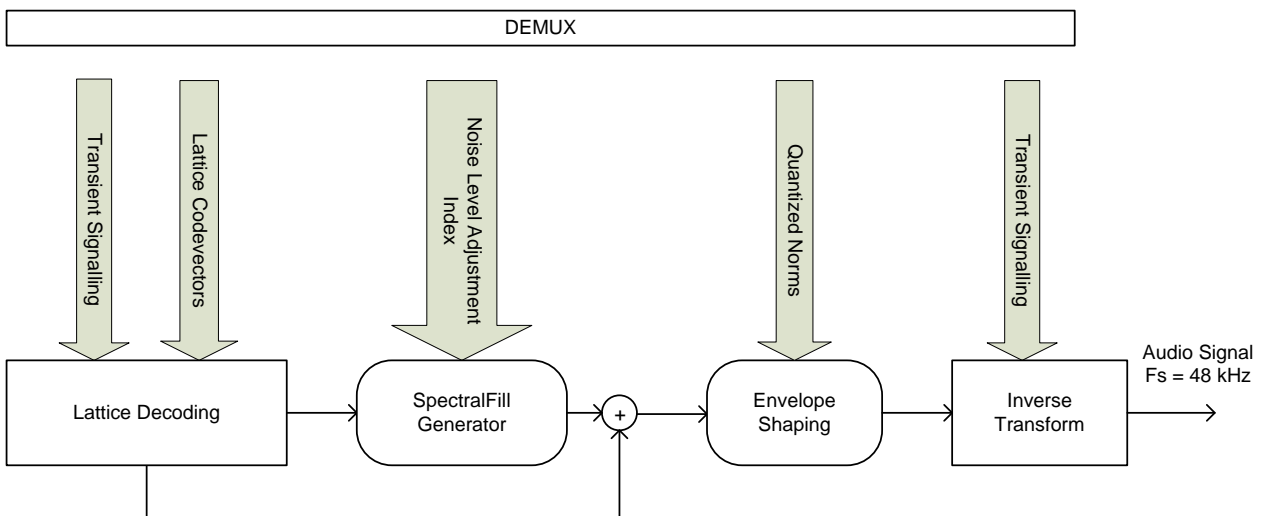 DEMUX
Transient Signalling
Lattice Codevectors
Noise Level Adjustment
Index
Quantized Norms
Transient Signalling
Lattice Decoding
SpectralFill
Generator
+
Envelope
Shaping
Inverse
Transform
Audio Signal
Fs = 48 kHz